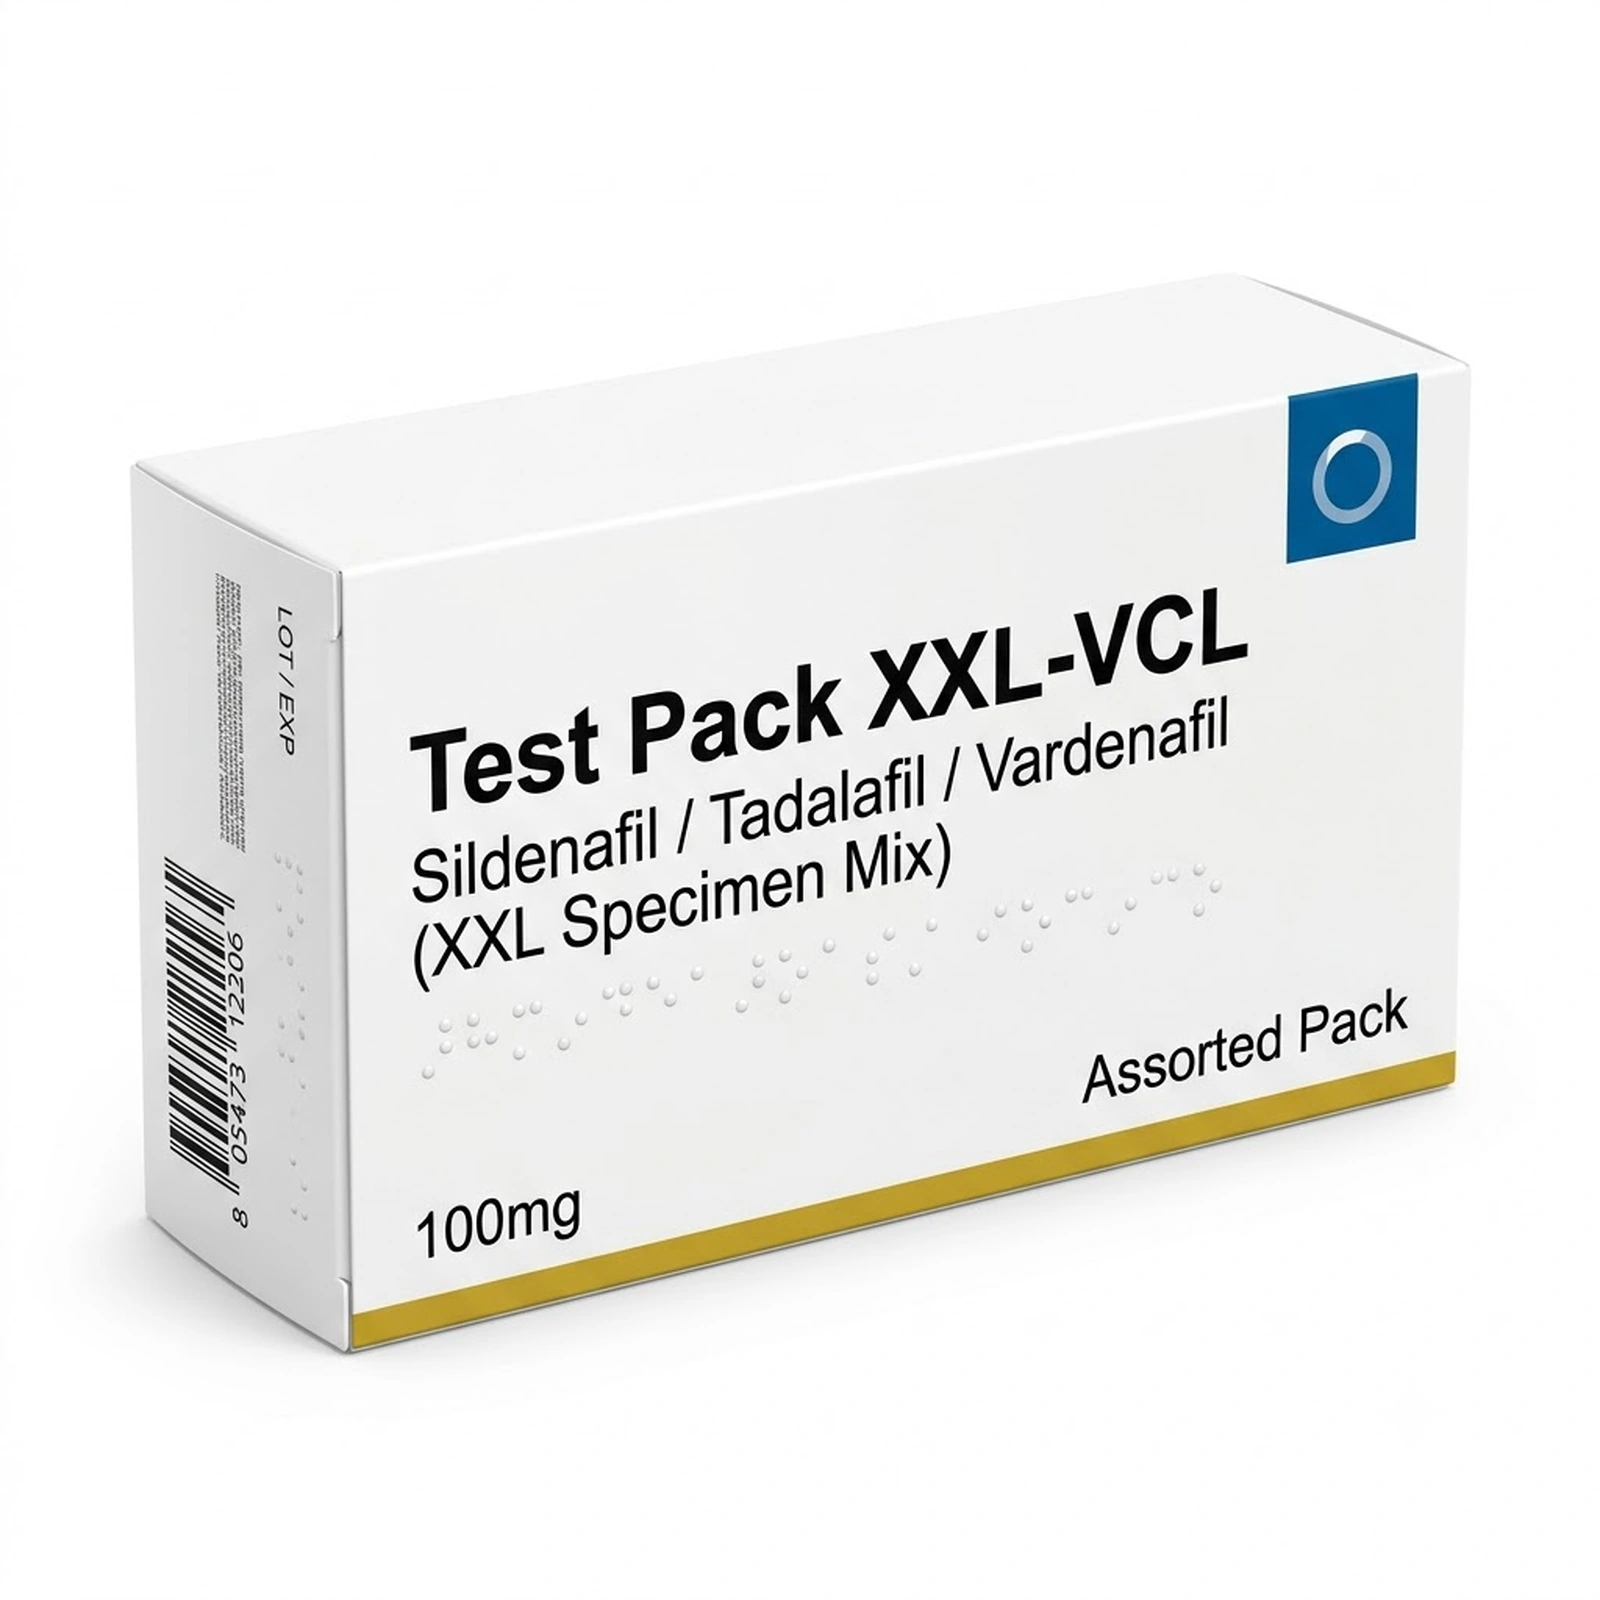 Test Pack XXL-VCL
Sildenafil / Tadalafil / Vardenafil
(XXL Specimen Mix)
Assorted Pack
100mg
LOT / EXP
8 05473 12206